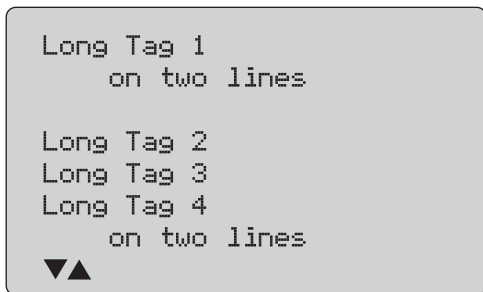 Long Tag 1
on two lines
Long Tag 2
Long Tag 3
Long Tag 4
on two lines
▼▲